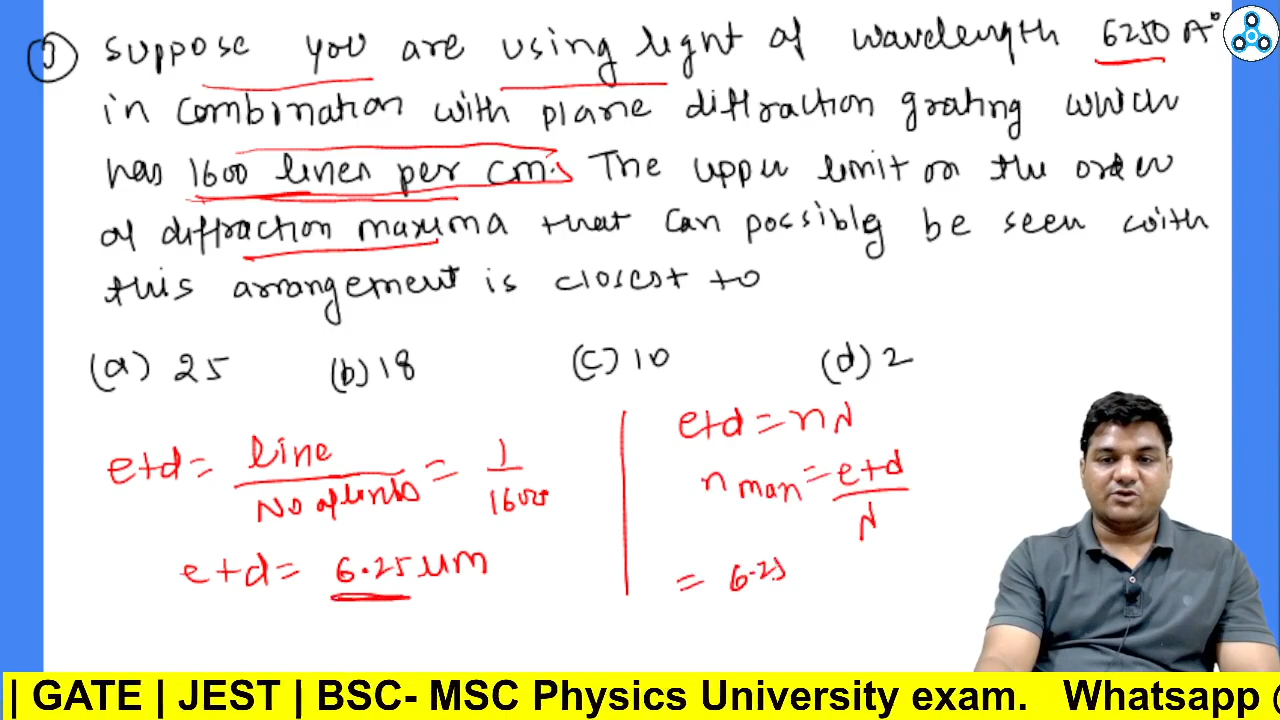 Suppose you are using light of wavelength 6250 A°
in combination with plane diffraction grating which
has 1600 lines per cm. The upper limit on the order
of diffraction maxima that can possibly be seen with
this arrangement is closest to
(a) 25 (b) 18 (c) 10 (d) 2
e+d = line / No of lines = 1 / 1600
e+d = 6.25 um
e+d = nλ
n max = e+d / λ
= 6.25
| GATE | JEST | BSC- MSC Physics University exam. Whatsapp